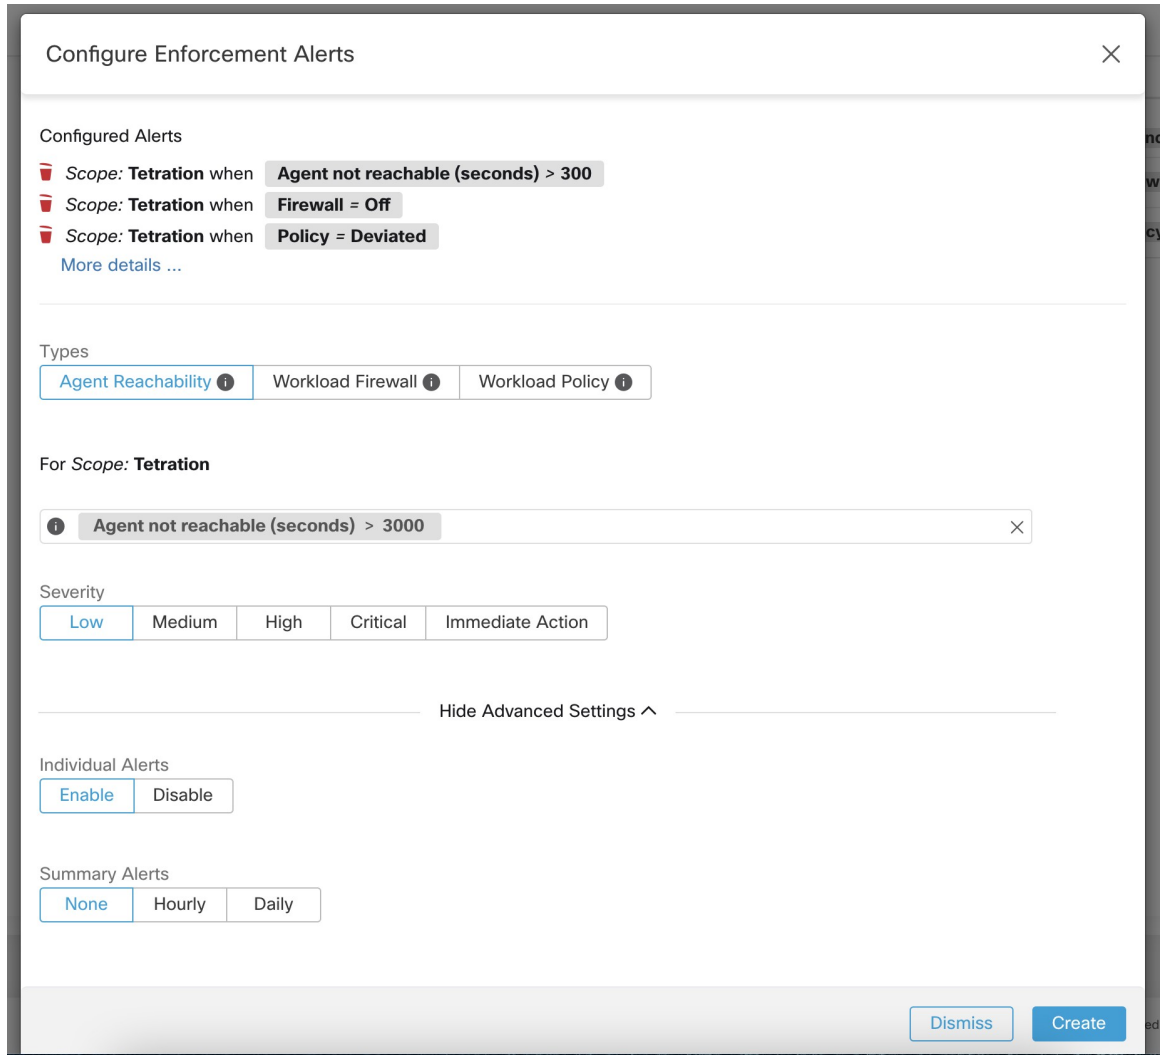 Configure Enforcement Alerts
Configured Alerts
Scope: Tetration when Agent not reachable (seconds) > 300
Scope: Tetration when Firewall = Off
Scope: Tetration when Policy = Deviated
More details ...
Types
Agent Reachability Workload Firewall Workload Policy
For Scope: Tetration
Agent not reachable (seconds) > 3000
Severity
Low Medium High Critical Immediate Action
Hide Advanced Settings
Individual Alerts
Enable Disable
Summary Alerts
None Hourly Daily
Dismiss Create